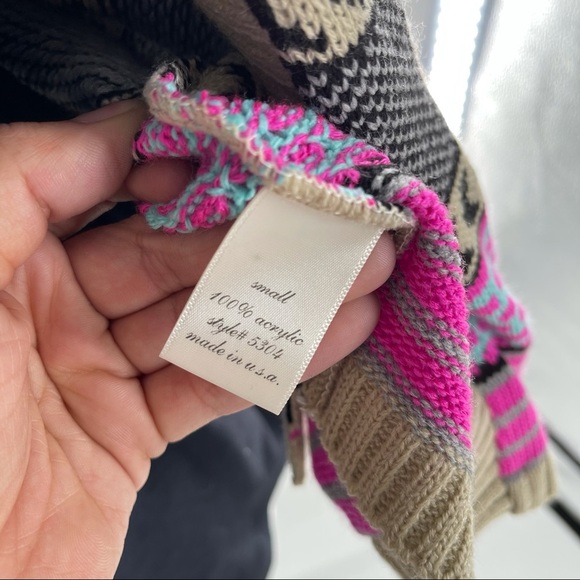 small
100% acrylic
style# 5304
made in u.s.a.